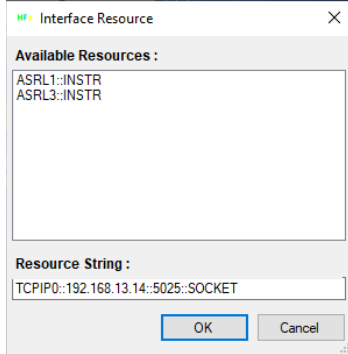 HF Interface Resource
Available Resources :
ASRL1::INSTR
ASRL3::INSTR
Resource String :
TCPIP0::192.168.13.14::5025::SOCKET
OK Cancel